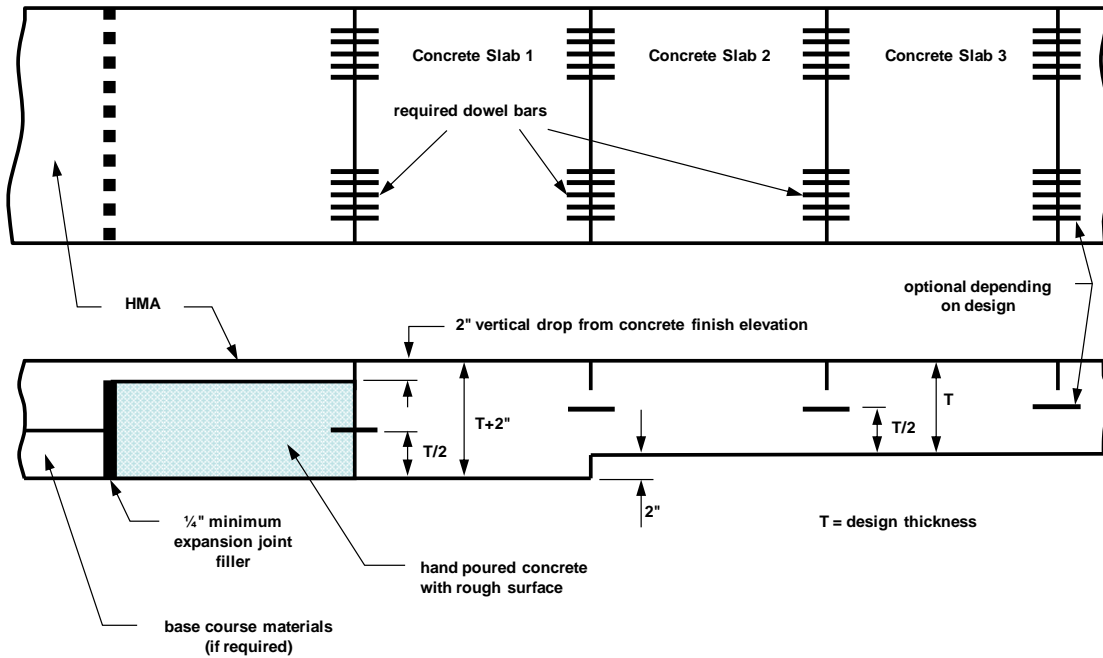 Concrete Slab 1
Concrete Slab 2
Concrete Slab 3
required dowel bars
HMA
optional depending
on design
2" vertical drop from concrete finish elevation
T+2"
T/2
T
T/2
2"
¼" minimum
expansion joint
filler
T = design thickness
hand poured concrete
with rough surface
base course materials
(if required)